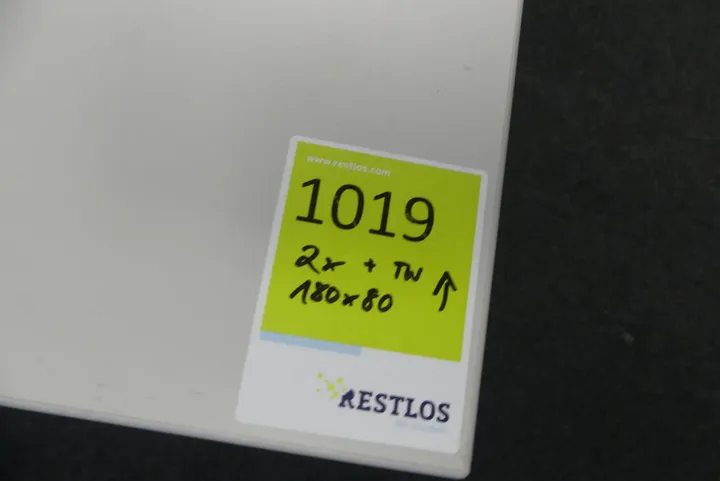 www.restlos.com
1019
2x + TW ↑
180x80
RESTLOS